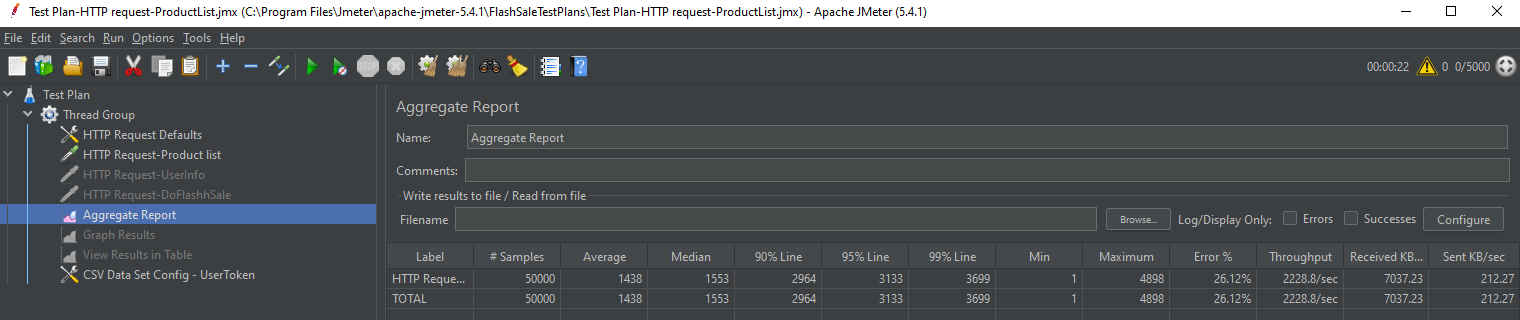 Test Plan-HTTP request-ProductList.jmx (C:\Program Files\Jmeter\apache-jmeter-5.4.1\FlashSaleTestPlans\Test Plan-HTTP request-ProductList.jmx) - Apache JMeter (5.4.1)
File Edit Search Run Options Tools Help
STOP 00:00:22 0 0/5000
Test Plan
Thread Group
HTTP Request Defaults
HTTP Request-Product list
HTTP Request-UserInfo
HTTP Request-DoFlashhSale
Aggregate Report
Graph Results
View Results in Table
CSV Data Set Config - UserToken
Aggregate Report
Name: Aggregate Report
Comments:
Write results to file / Read from file
Filename Browse... Log/Display Only: Errors Successes Configure
Label # Samples Average Median 90% Line 95% Line 99% Line Min Maximum Error % Throughput Received KB... Sent KB/sec
HTTP Reque... 50000 1438 1553 2964 3133 3699 1 4898 26.12% 2228.8/sec 7037.23 212.27
TOTAL 50000 1438 1553 2964 3133 3699 1 4898 26.12% 2228.8/sec 7037.23 212.27